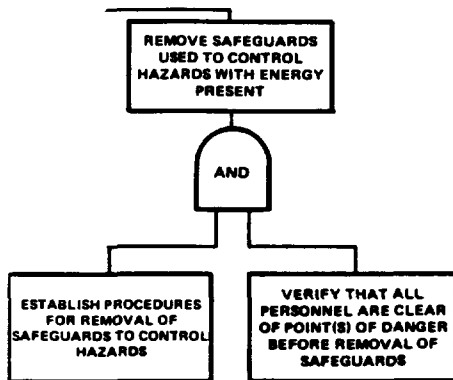 REMOVE SAFEGUARDS
USED TO CONTROL
HAZARDS WITH ENERGY
PRESENT
AND
ESTABLISH PROCEDURES
FOR REMOVAL OF
SAFEGUARDS TO CONTROL
HAZARDS
VERIFY THAT ALL
PERSONNEL ARE CLEAR
OF POINT(S) OF DANGER
BEFORE REMOVAL OF
SAFEGUARDS